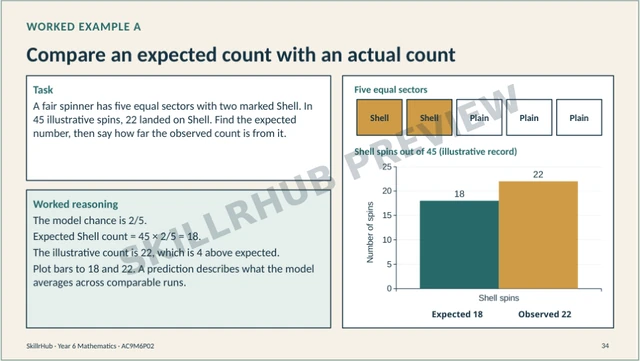 WORKED EXAMPLE A
Compare an expected count with an actual count
Task
A fair spinner has five equal sectors with two marked Shell. In
45 illustrative spins, 22 landed on Shell. Find the expected
number, then say how far the observed count is from it.
Worked reasoning
The model chance is 2/5.
Expected Shell count = 45 × 2/5 = 18.
The illustrative count is 22, which is 4 above expected.
Plot bars to 18 and 22. A prediction describes what the model
averages across comparable runs.
Five equal sectors
Shell Shell Plain Plain Plain
Shell spins out of 45 (illustrative record)
25
20
15
10
5
0
Number of spins
18
22
Shell spins
Expected 18 Observed 22
SKILLRHUB PREVIEW
SkillrHub · Year 6 Mathematics · AC9M6P02
34